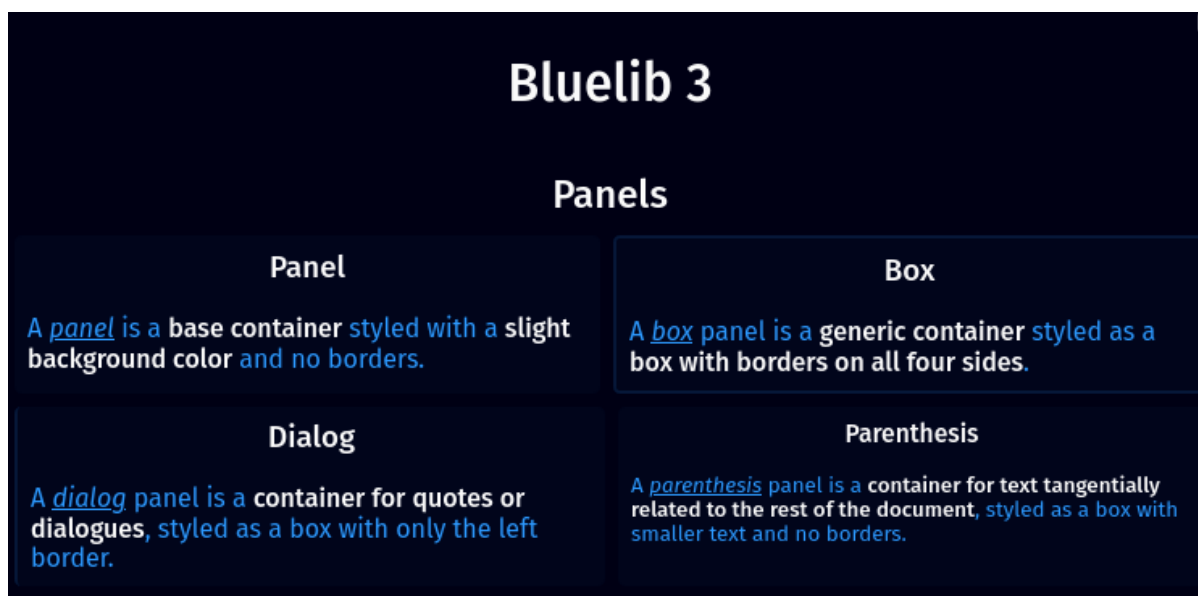 Bluelib 3
Panels
Panel
A panel is a base container styled with a slight
background color and no borders.
Box
A box panel is a generic container styled as a
box with borders on all four sides.
Dialog
A dialog panel is a container for quotes or
dialogues, styled as a box with only the left
border.
Parenthesis
A parenthesis panel is a container for text tangentially
related to the rest of the document, styled as a box with
smaller text and no borders.